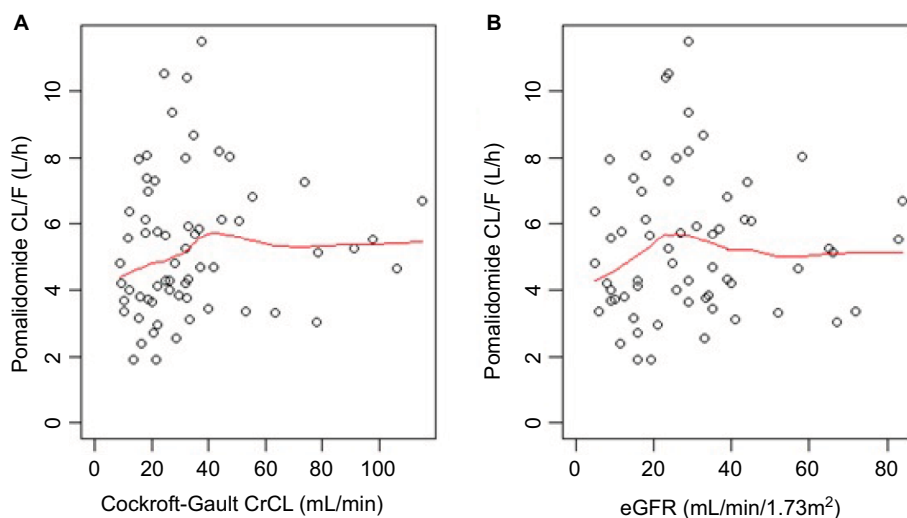 A
Pomalidomide CL/F (L/h)
10
8
6
4
2
0
0 20 40 60 80 100
Cockroft-Gault CrCL (mL/min)
B
Pomalidomide CL/F (L/h)
10
8
6
4
2
0
0 20 40 60 80
eGFR (mL/min/1.73m²)